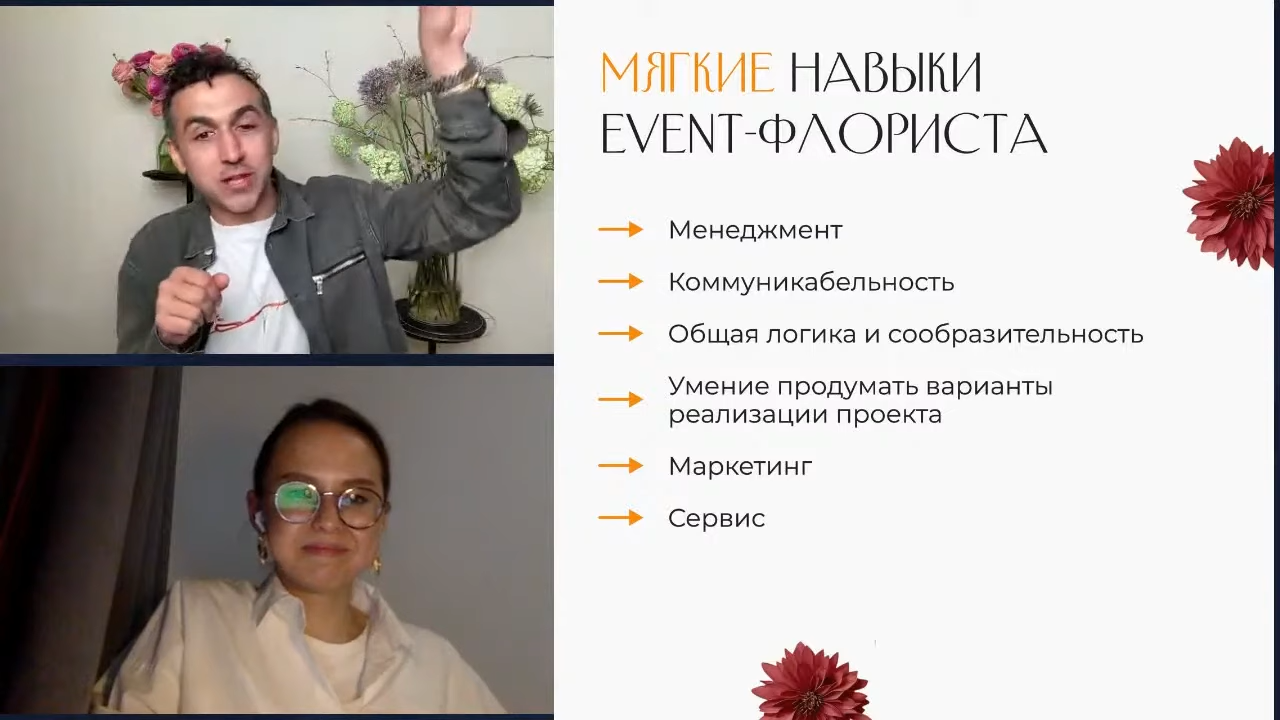 МЯГКИЕ НАВЫКИ
EVENT-ФЛОРИСТА
Менеджмент
Коммуникабельность
Общая логика и сообразительность
Умение продумать варианты
реализации проекта
Маркетинг
Сервис